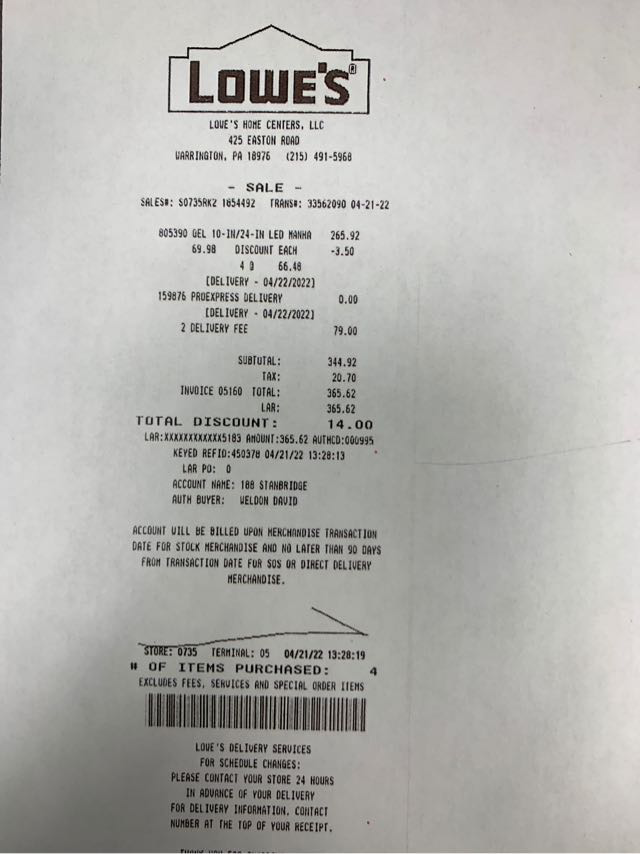 LOWE'S®
LOWE'S HOME CENTERS, LLC
425 EASTON ROAD
WARRINGTON, PA 18976 (215) 491-5968
- SALE -
SALES#: S0735RK2 1654492 TRANS#: 33562090 04-21-22
805390 GEL 10-IN/24-IN LED MANHA 265.92
69.98 DISCOUNT EACH -3.50
4 @ 66.48
[DELIVERY - 04/22/2022]
159876 PROEXPRESS DELIVERY 0.00
[DELIVERY - 04/22/2022]
2 DELIVERY FEE 79.00
SUBTOTAL: 344.92
TAX: 20.70
INVOICE 05160 TOTAL: 365.62
LAR: 365.62
TOTAL DISCOUNT: 14.00
LAR:XXXXXXXXXXXX5183 AMOUNT:365.62 AUTHCD:000995
KEYED REFID:450378 04/21/22 13:28:13
LAR PO: 0
ACCOUNT NAME: 188 STANBRIDGE
AUTH BUYER: WELDON DAVID
ACCOUNT WILL BE BILLED UPON MERCHANDISE TRANSACTION
DATE FOR STOCK MERCHANDISE AND NO LATER THAN 90 DAYS
FROM TRANSACTION DATE FOR SOS OR DIRECT DELIVERY
MERCHANDISE.
STORE: 0735 TERMINAL: 05 04/21/22 13:28:19
# OF ITEMS PURCHASED: 4
EXCLUDES FEES, SERVICES AND SPECIAL ORDER ITEMS
LOWE'S DELIVERY SERVICES
FOR SCHEDULE CHANGES:
PLEASE CONTACT YOUR STORE 24 HOURS
IN ADVANCE OF YOUR DELIVERY
FOR DELIVERY INFORMATION, CONTACT
NUMBER AT THE TOP OF YOUR RECEIPT.